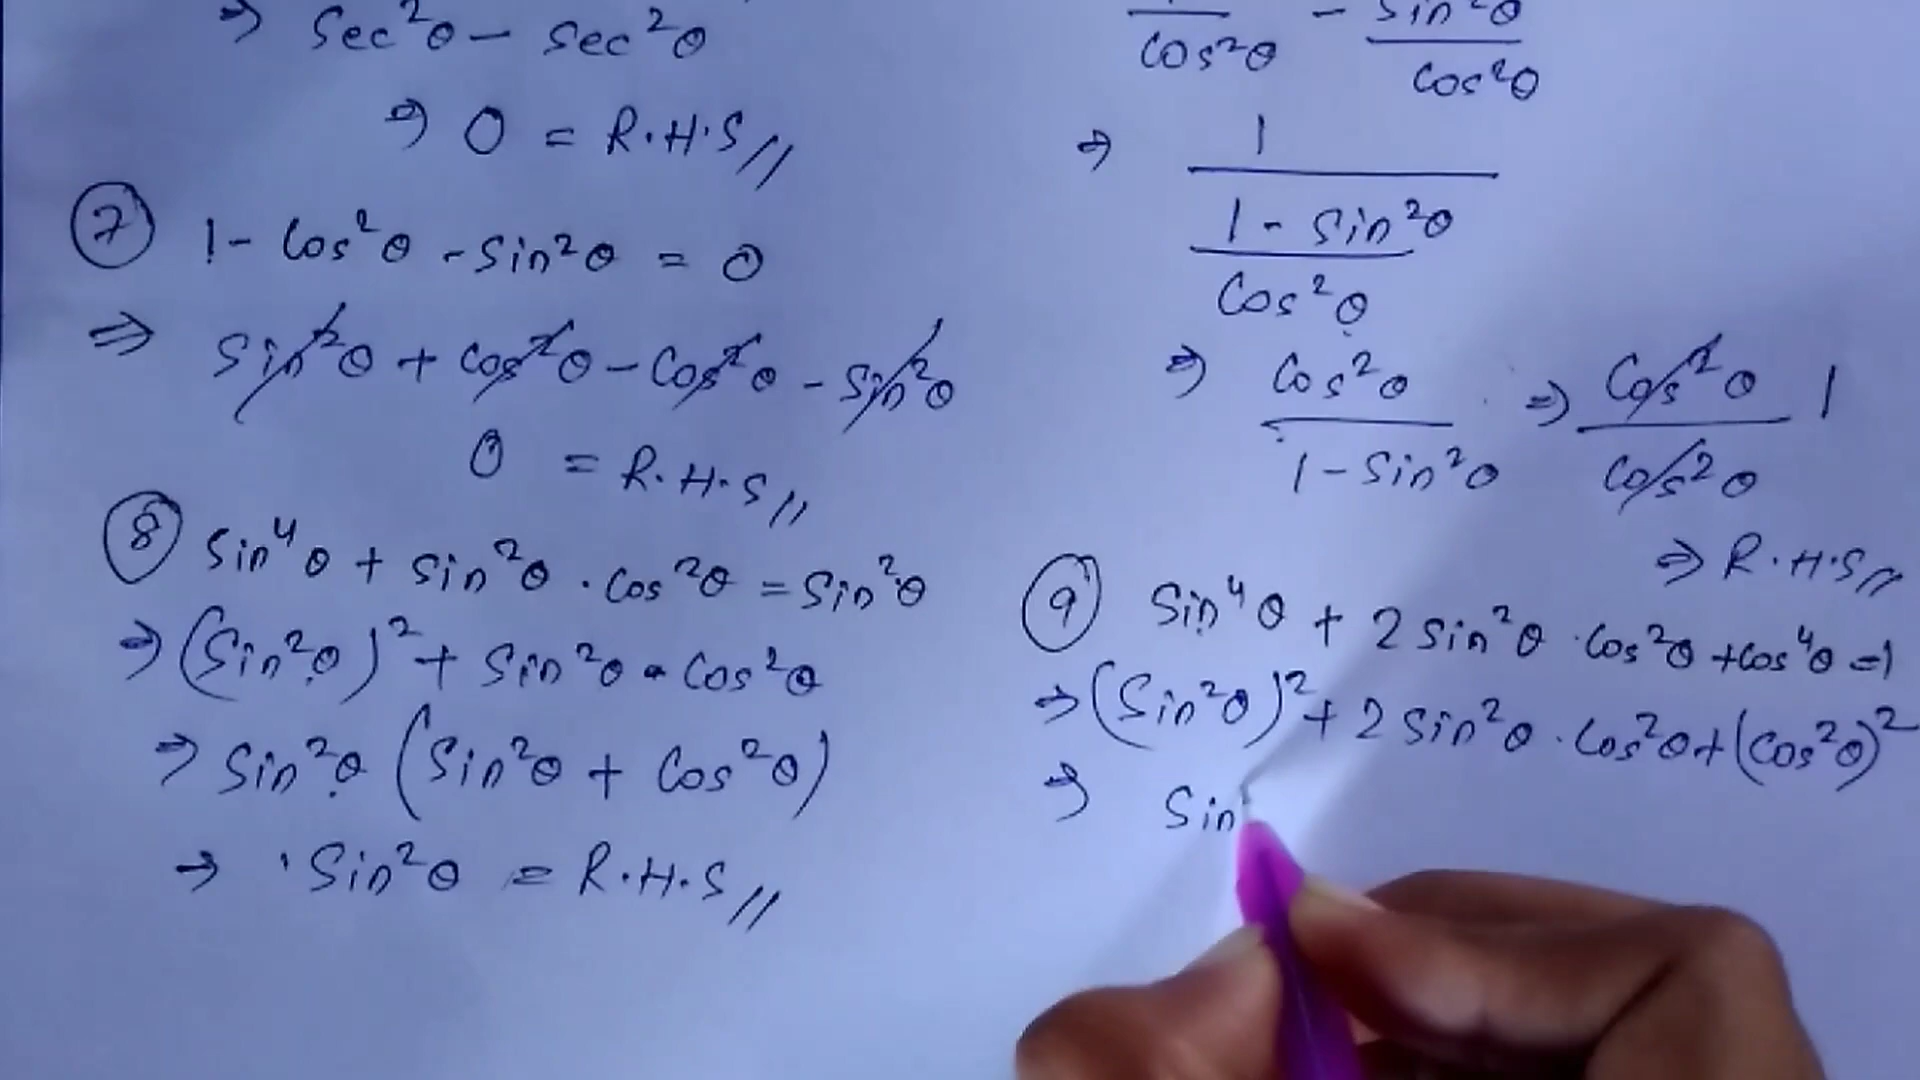 ⇒ Sec²θ - Sec²θ
⇒ 0 = R.H.S //
⑦ 1 - Cos²θ - Sin²θ = 0
⇒ Sin²θ + Cos²θ - Cos²θ - Sin²θ
0 = R.H.S //
⑧ Sin⁴θ + Sin²θ . Cos²θ = Sin²θ
⇒ (Sin²θ)² + Sin²θ . Cos²θ
⇒ Sin²θ (Sin²θ + Cos²θ)
⇒ Sin²θ = R.H.S //
Cos²θ - Sin²θ / Cos²θ
⇒ 1
1 - Sin²θ
Cos²θ
⇒ Cos²θ / 1 - Sin²θ ⇒ Cos²θ / Cos²θ 1
⇒ R.H.S //
⑨ Sin⁴θ + 2 Sin²θ . Cos²θ + Cos⁴θ = 1
⇒ (Sin²θ)² + 2 Sin²θ . Cos²θ + (Cos²θ)²
⇒ Sin